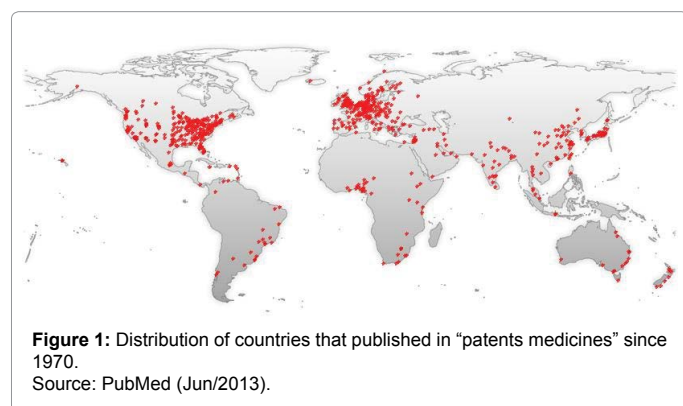 Figure 1: Distribution of countries that published in “patents medicines” since
1970.
Source: PubMed (Jun/2013).